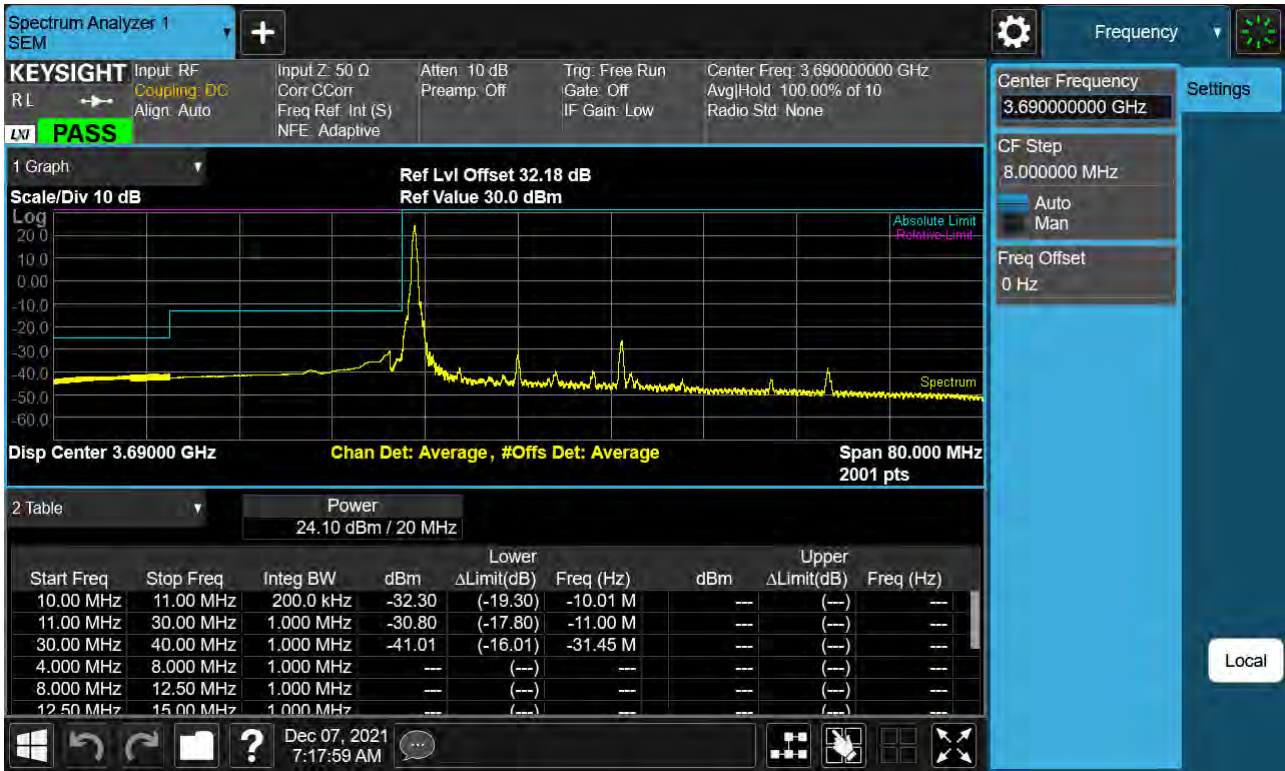 Spectrum Analyzer 1
SEM
Frequency
KEYSIGHT
RL
LXI
PASS
Input: RF
Coupling: DC
Align: Auto
Input Z: 50 Ω
Corr CCorr
Freq Ref: Int (S)
NFE: Adaptive
Atten: 10 dB
Preamp: Off
Trig: Free Run
Gate: Off
IF Gain: Low
Center Freq: 3.690000000 GHz
Avg|Hold: 100.00% of 10
Radio Std: None
Center Frequency
3.690000000 GHz
Settings
CF Step
8.000000 MHz
Auto
Man
Freq Offset
0 Hz
Local
1 Graph
Scale/Div 10 dB
Ref Lvl Offset 32.18 dB
Ref Value 30.0 dBm
Log
Absolute Limit
Relative Limit
20.0
10.0
0.00
-10.0
-20.0
-30.0
-40.0
-50.0
-60.0
Spectrum
Disp Center 3.69000 GHz
Chan Det: Average, #Offs Det: Average
Span 80.000 MHz
2001 pts
2 Table
Power
24.10 dBm / 20 MHz
Lower Upper
Start Freq Stop Freq Integ BW dBm ΔLimit(dB) Freq (Hz) dBm ΔLimit(dB) Freq (Hz)
10.00 MHz 11.00 MHz 200.0 kHz -32.30 (-19.30) -10.01 M --- (---) ---
11.00 MHz 30.00 MHz 1.000 MHz -30.80 (-17.80) -11.00 M --- (---) ---
30.00 MHz 40.00 MHz 1.000 MHz -41.01 (-16.01) -31.45 M --- (---) ---
4.000 MHz 8.000 MHz 1.000 MHz --- (---) --- --- (---) ---
8.000 MHz 12.50 MHz 1.000 MHz --- (---) --- --- (---) ---
12.50 MHz 15.00 MHz 1.000 MHz --- (---) --- --- (---) ---
Dec 07, 2021
7:17:59 AM